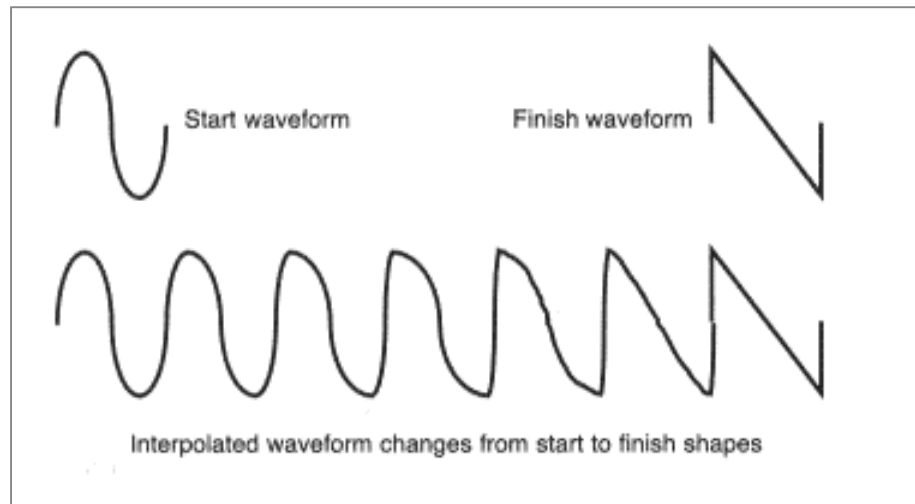 Start waveform
Finish waveform
Interpolated waveform changes from start to finish shapes